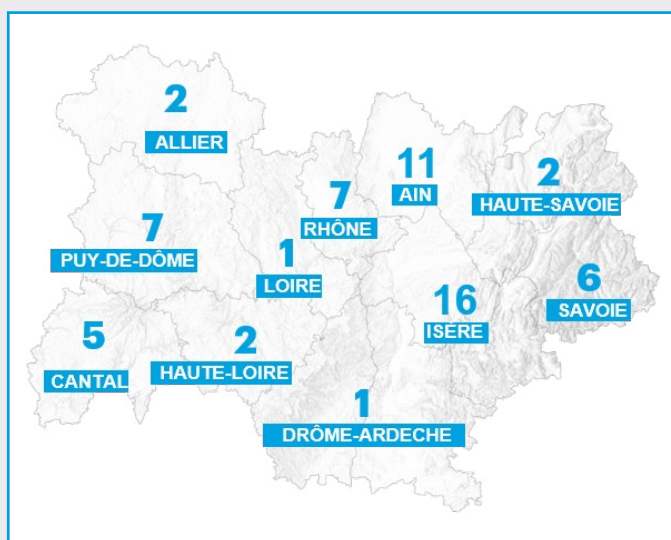 2
ALLIER
11
AIN
2
HAUTE-SAVOIE
7
RHÔNE
7
PUY-DE-DÔME
1
LOIRE
6
SAVOIE
16
ISÉRE
5
CANTAL
2
HAUTE-LOIRE
1
DRÔME-ARDECHE